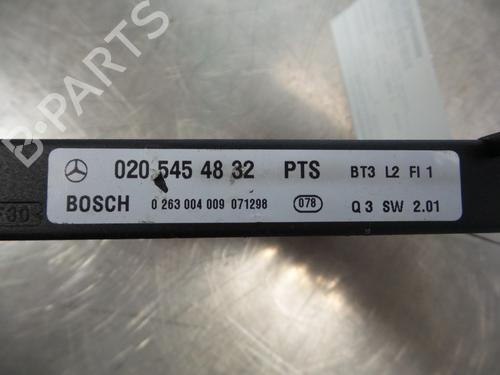 020 545 48 32 PTS BT3 L2 FI 1
BOSCH 0 263 004 009 071298 078 Q 3 SW 2.01
30
B-PARTS